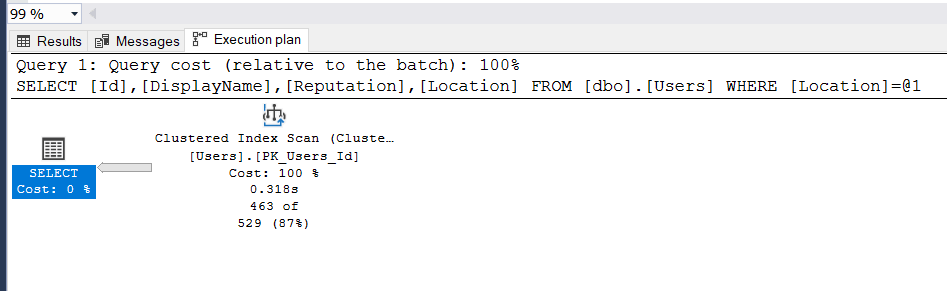 99 %
Results Messages Execution plan
Query 1: Query cost (relative to the batch): 100%
SELECT [Id],[DisplayName],[Reputation],[Location] FROM [dbo].[Users] WHERE [Location]=@1
SELECT
Cost: 0 %
Clustered Index Scan (Cluste…
[Users].[PK_Users_Id]
Cost: 100 %
0.318s
463 of
529 (87%)